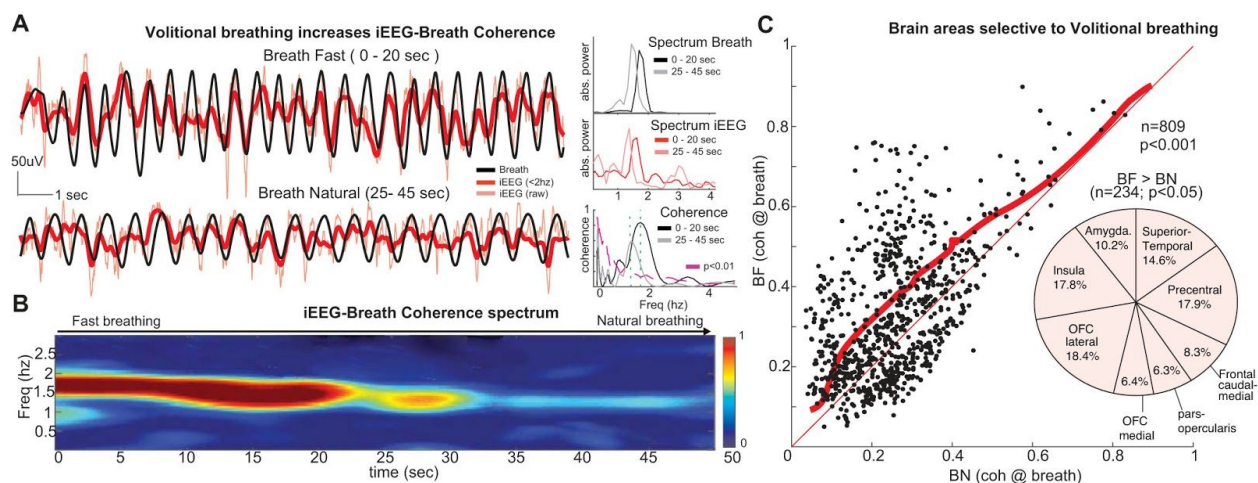 A
Volitional breathing increases iEEG-Breath Coherence
Breath Fast ( 0 - 20 sec )
50uV
1 sec
Breath
iEEG (<2hz)
iEEG (raw)
Breath Natural (25- 45 sec)
abs. power
Spectrum Breath
0 - 20 sec
25 - 45 sec
abs. power
Spectrum iEEG
0 - 20 sec
25 - 45 sec
1
2
3
4
coherence
1
0
Coherence
0 - 20 sec
25 - 45 sec
p<0.01
0
2
4
Freq (hz)
B
iEEG-Breath Coherence spectrum
Fast breathing
Natural breathing
Freq (hz)
2.5
2
1.5
1
0.5
0
5
10
15
20
25
30
35
40
45
50
time (sec)
1
0
C
Brain areas selective to Volitional breathing
BF (coh @ breath)
1
0.8
0.6
0.4
0.2
0
0.2
0.4
0.6
0.8
1
BN (coh @ breath)
n=809
p<0.001
BF > BN
(n=234; p<0.05)
Amygda.
10.2%
Superior-
Temporal
14.6%
Insula
17.8%
Precentral
17.9%
OFC
lateral
18.4%
6.4%
6.3%
8.3%
Frontal
caudal-
medial
pars-
opercularis
OFC
medial